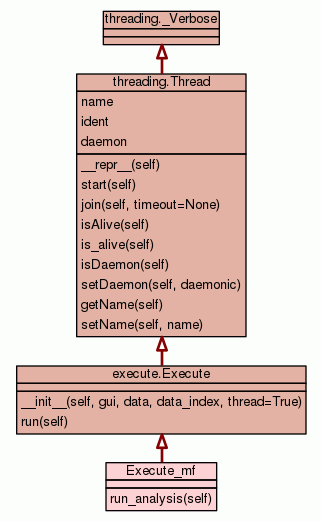 threading._Verbose
threading.Thread
name
ident
daemon
__repr__(self)
start(self)
join(self, timeout=None)
isAlive(self)
is_alive(self)
isDaemon(self)
setDaemon(self, daemonic)
getName(self)
setName(self, name)
execute.Execute
__init__(self, gui, data, data_index, thread=True)
run(self)
Execute_mf
run_analysis(self)